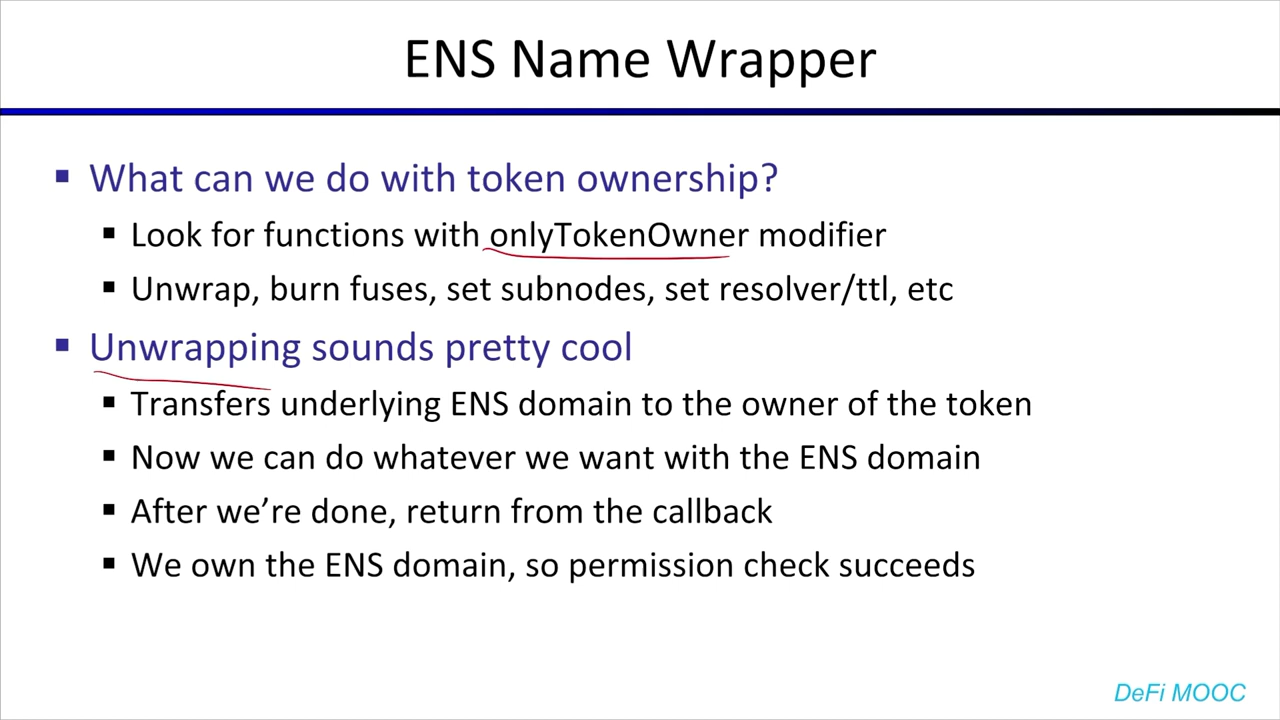 ENS Name Wrapper
What can we do with token ownership?
Look for functions with onlyTokenOwner modifier
Unwrap, burn fuses, set subnodes, set resolver/ttl, etc
Unwrapping sounds pretty cool
Transfers underlying ENS domain to the owner of the token
Now we can do whatever we want with the ENS domain
After we’re done, return from the callback
We own the ENS domain, so permission check succeeds
DeFi MOOC